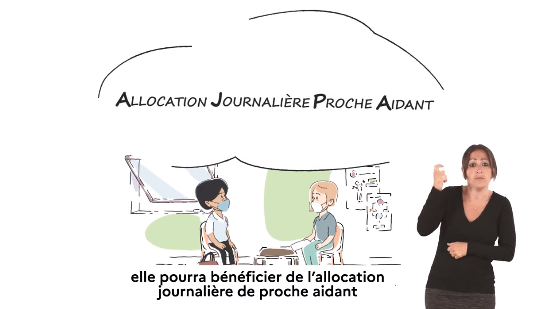 ALLOCATION JOURNALIÈRE PROCHE AIDANT
elle pourra bénéficier de l'allocation
journalière de proche aidant